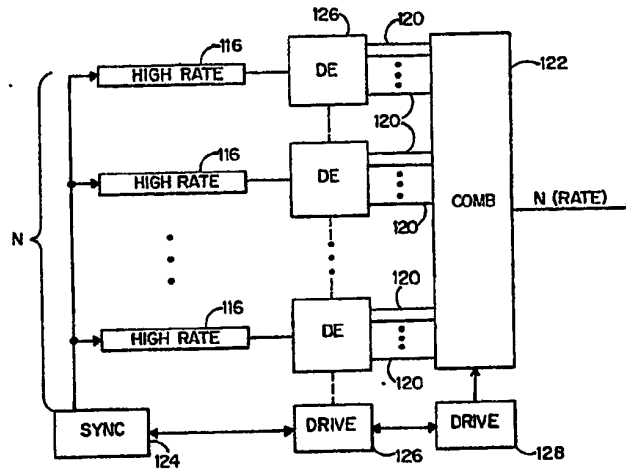 126
120
116
HIGH RATE
DE
122
120
116
HIGH RATE
DE
COMB
N (RATE)
N
120
116
120
HIGH RATE
DE
120
SYNC
DRIVE
DRIVE
124
126
128